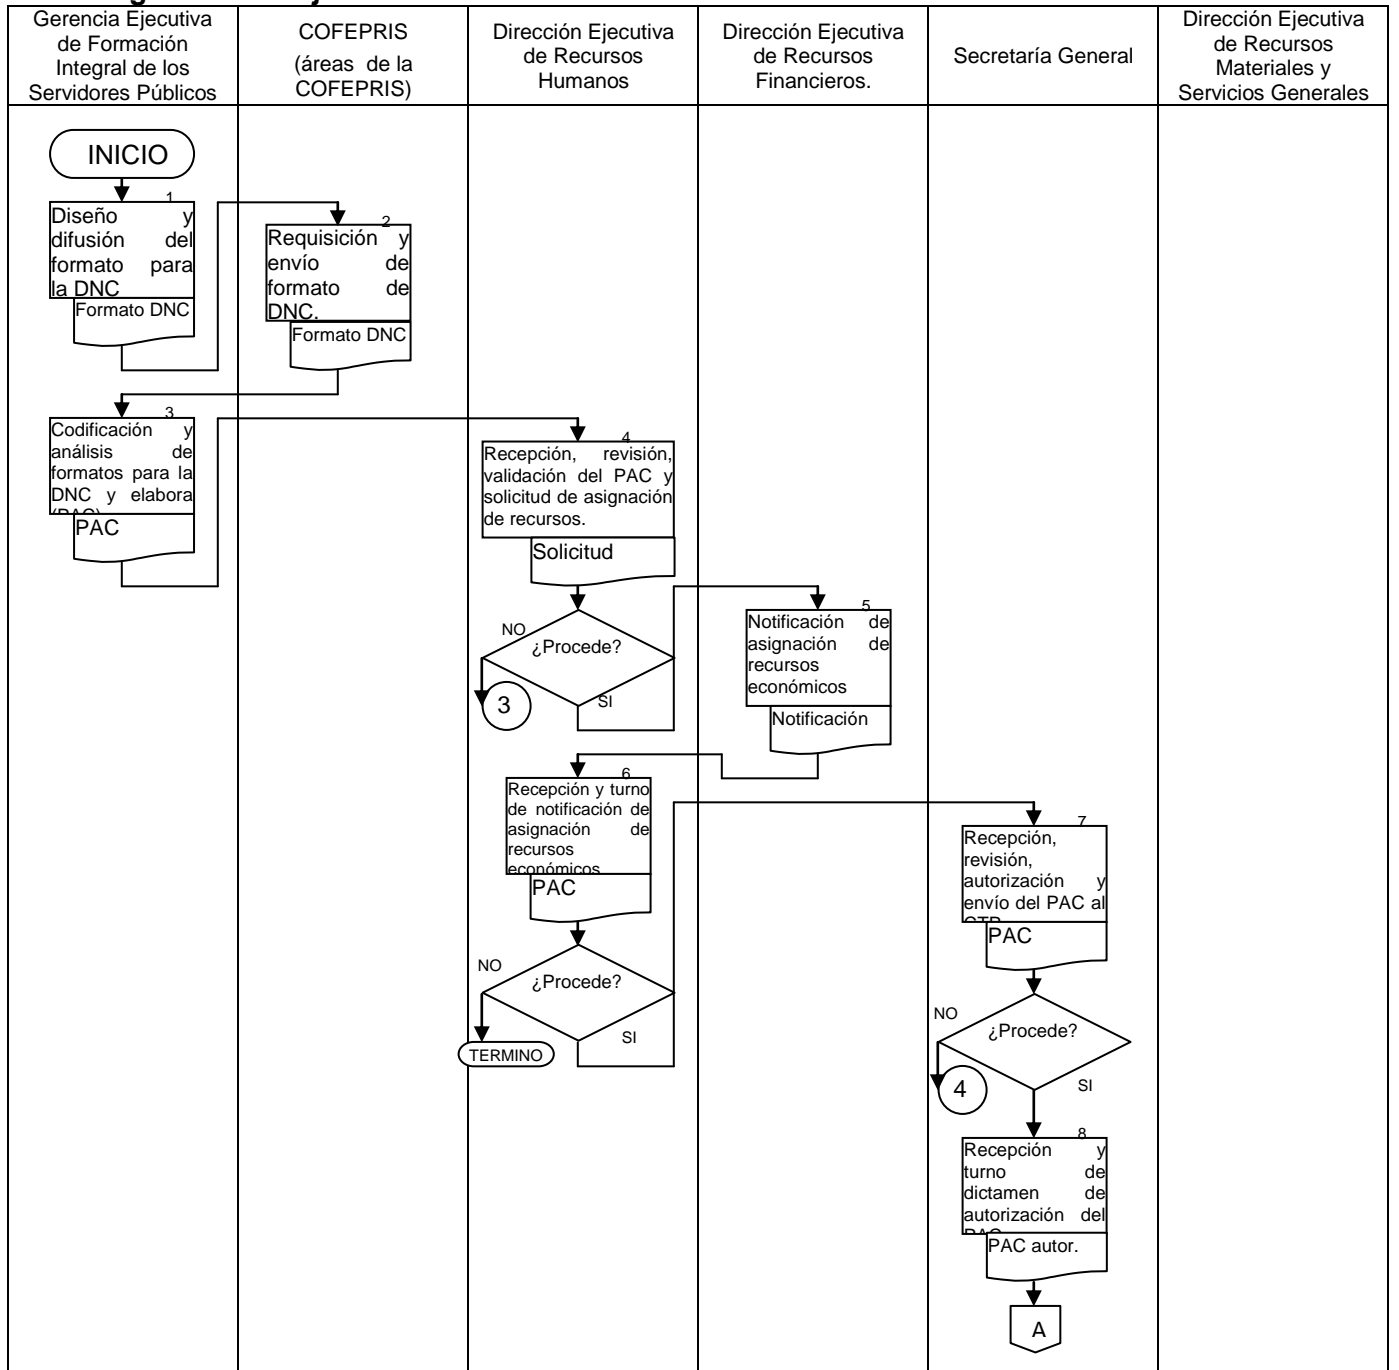 Gerencia Ejecutiva
de Formación
Integral de los
Servidores Públicos
COFEPRIS
(áreas de la
COFEPRIS)
Dirección Ejecutiva
de Recursos
Humanos
Dirección Ejecutiva
de Recursos
Financieros.
Secretaría General
Dirección Ejecutiva
de Recursos
Materiales y
Servicios Generales
INICIO
1
Diseño y
difusión del
formato para
la DNC
Formato DNC
2
Requisición y
envío de
formato de
DNC.
Formato DNC
3
Codificación y
análisis de
formatos para la
DNC y elabora
(PAC)
PAC
4
Recepción, revisión,
validación del PAC y
solicitud de asignación
de recursos.
Solicitud
¿Procede?
NO
SI
3
5
Notificación de
asignación de
recursos
económicos
Notificación
6
Recepción y turno
de notificación de
asignación de
recursos
económicos
PAC
¿Procede?
NO
SI
TERMINO
7
Recepción,
revisión,
autorización y
envío del PAC al
PAC
¿Procede?
NO
SI
4
8
Recepción y
turno de
dictamen de
autorización del
PAC autor.
A